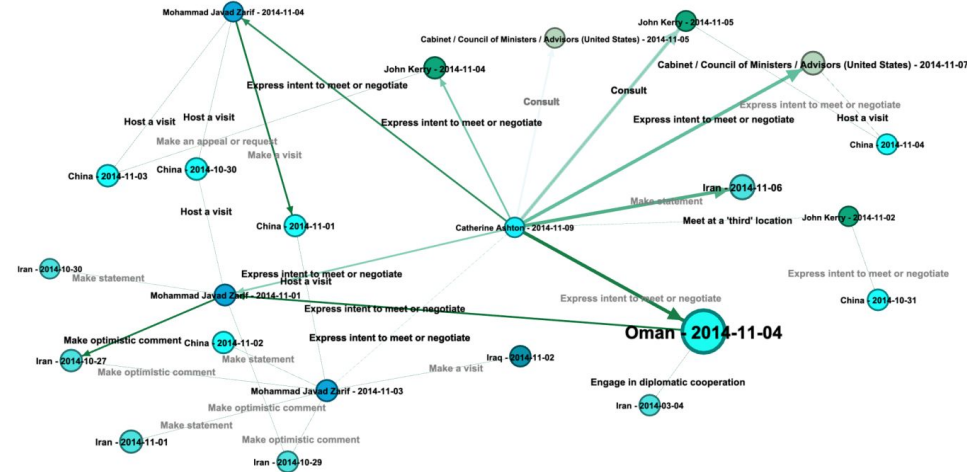 Mohammad Javad Zarif - 2014-11-04
John Kerry - 2014-11-05
Cabinet / Council of Ministers / Advisors (United States) - 2014-11-05
Cabinet / Council of Ministers / Advisors (United States) - 2014-11-07
John Kerry - 2014-11-04
Express intent to meet or negotiate
Consult
Consult
Express intent to meet or negotiate
Host a visit
Host a visit
Express intent to meet or negotiate
Express intent to meet or negotiate
Host a visit
Make an appeal or request
China - 2014-11-04
Make a visit
China - 2014-11-03
China - 2014-10-30
Iran - 2014-11-06
Make statement
Host a visit
Meet at a 'third' location
John Kerry - 2014-11-02
China - 2014-11-01
Catherine Ashton - 2014-11-09
Iran - 2014-10-30
Make statement
Express intent to meet or negotiate
Host a visit
Express intent to meet or negotiate
Mohammad Javad Zarif - 2014-11-01
Express intent to meet or negotiate
China - 2014-10-31
Express intent to meet or negotiate
Oman - 2014-11-04
Make optimistic comment
China - 2014-11-02
Express intent to meet or negotiate
Iran - 2014-10-27
Make statement
Iraq - 2014-11-02
Make optimistic comment
Make a visit
Engage in diplomatic cooperation
Mohammad Javad Zarif - 2014-11-03
Make optimistic comment
Iran - 2014-03-04
Make statement
Iran - 2014-11-01
Make optimistic comment
Iran - 2014-10-29